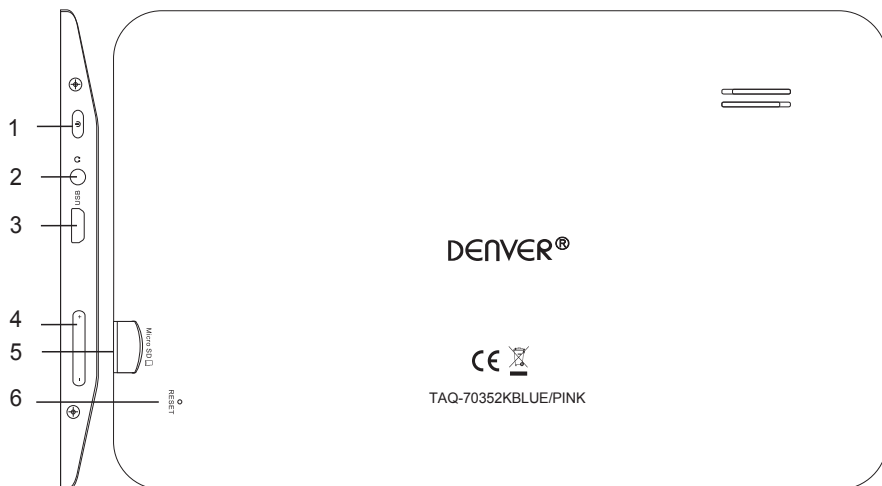 1
2
USB
3
4
+
-
Micro SD
5
6
RESET
DENVER®
CE
TAQ-70352KBLUE/PINK